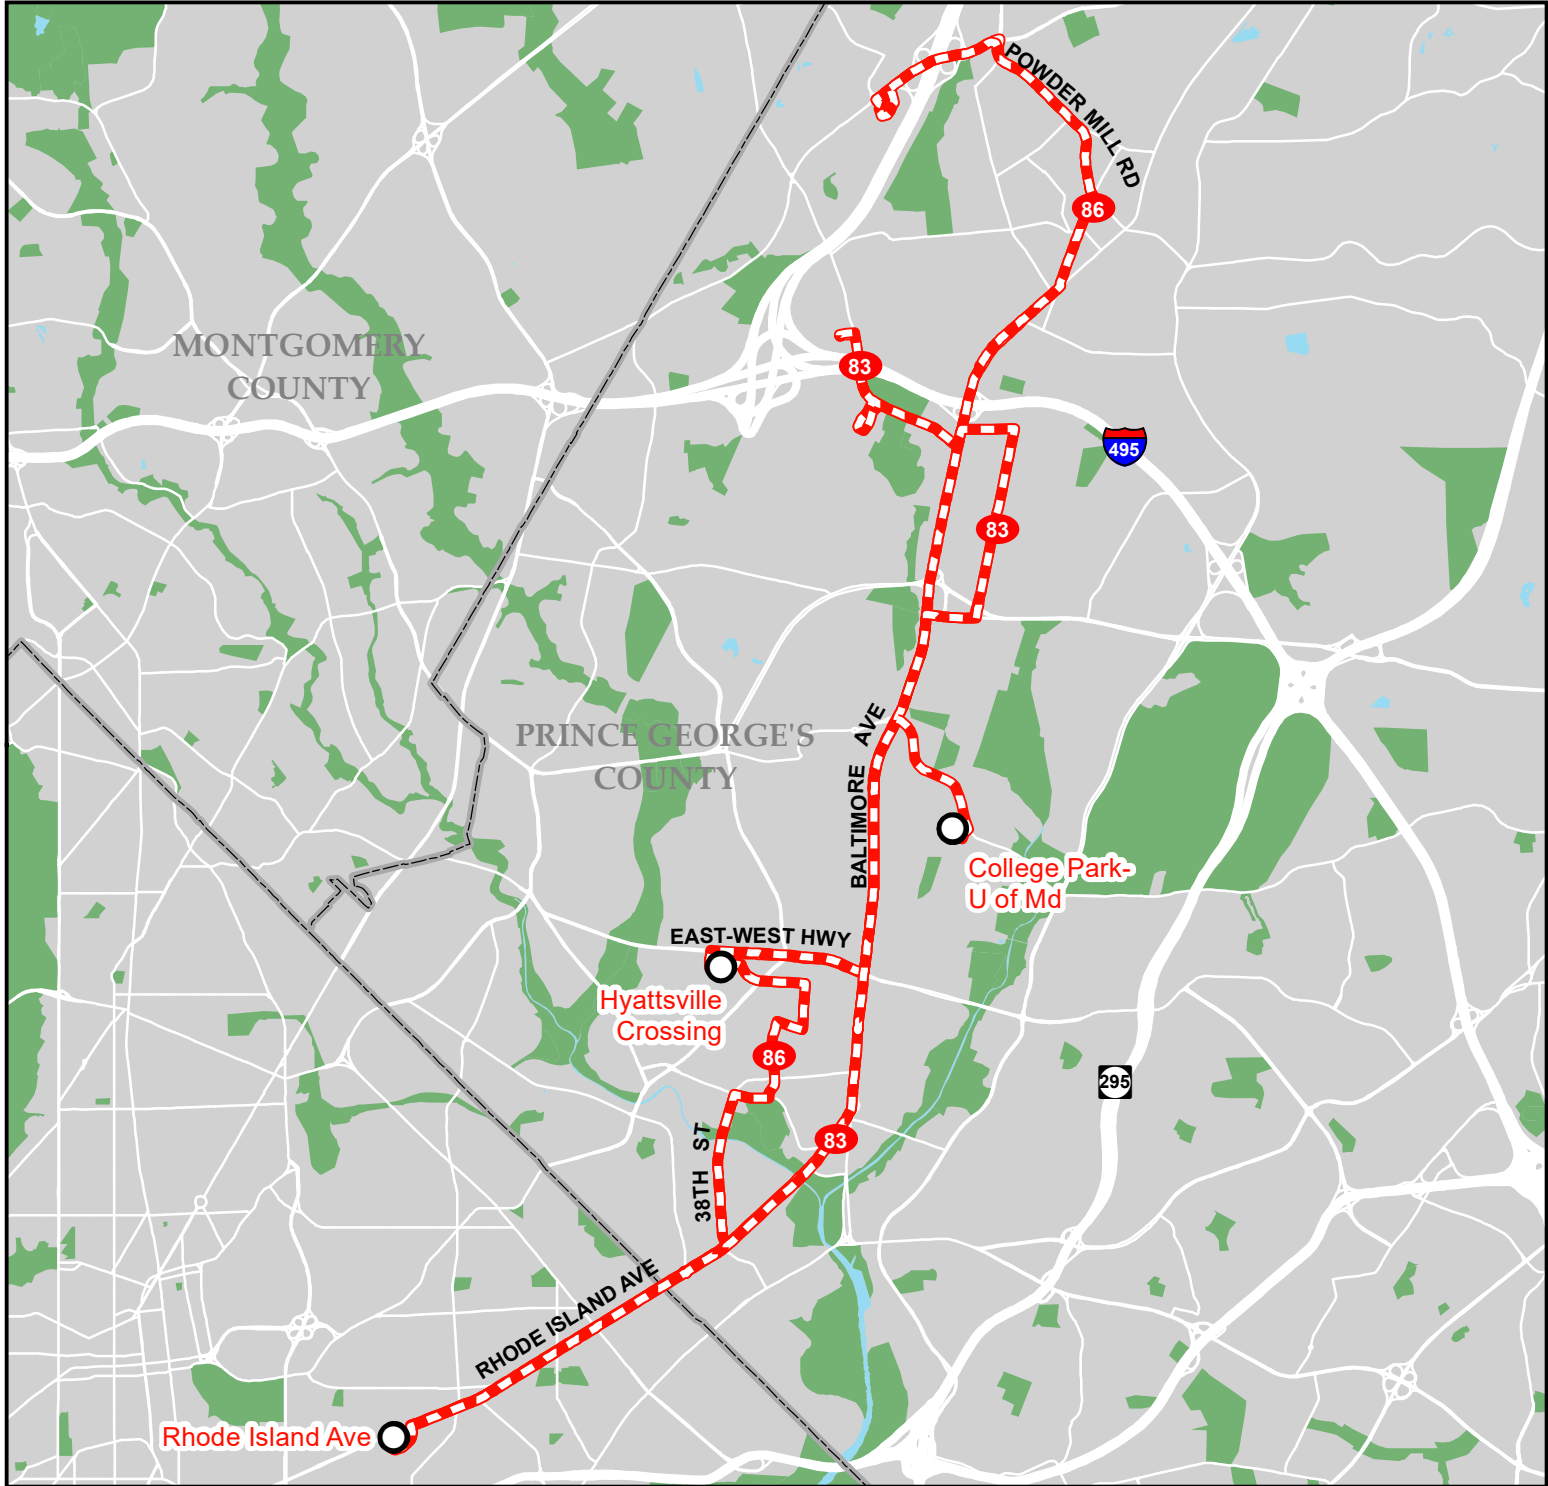 POWDER MILL RD
86
MONTGOMERY
COUNTY
83
495
83
PRINCE GEORGE'S
COUNTY
BALTIMORE AVE
College Park-
U of Md
EAST-WEST HWY
Hyattsville
Crossing
86
295
38TH ST
83
RHODE ISLAND AVE
Rhode Island Ave